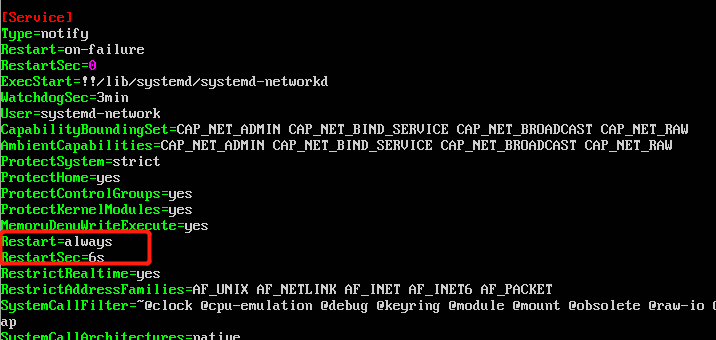 [Service]
Type=notify
Restart=on-failure
RestartSec=0
ExecStart=!!/lib/systemd/systemd-networkd
WatchdogSec=3min
User=systemd-network
CapabilityBoundingSet=CAP_NET_ADMIN CAP_NET_BIND_SERVICE CAP_NET_BROADCAST CAP_NET_RAW
AmbientCapabilities=CAP_NET_ADMIN CAP_NET_BIND_SERVICE CAP_NET_BROADCAST CAP_NET_RAW
ProtectSystem=strict
ProtectHome=yes
ProtectControlGroups=yes
ProtectKernelModules=yes
MemoryDenyWriteExecute=yes
Restart=always
RestartSec=6s
RestrictRealtime=yes
RestrictAddressFamilies=AF_UNIX AF_NETLINK AF_INET AF_INET6 AF_PACKET
SystemCallFilter=~@clock @cpu-emulation @debug @keyring @module @mount @obsolete @raw-io @
ap
SystemCallArchitectures=native